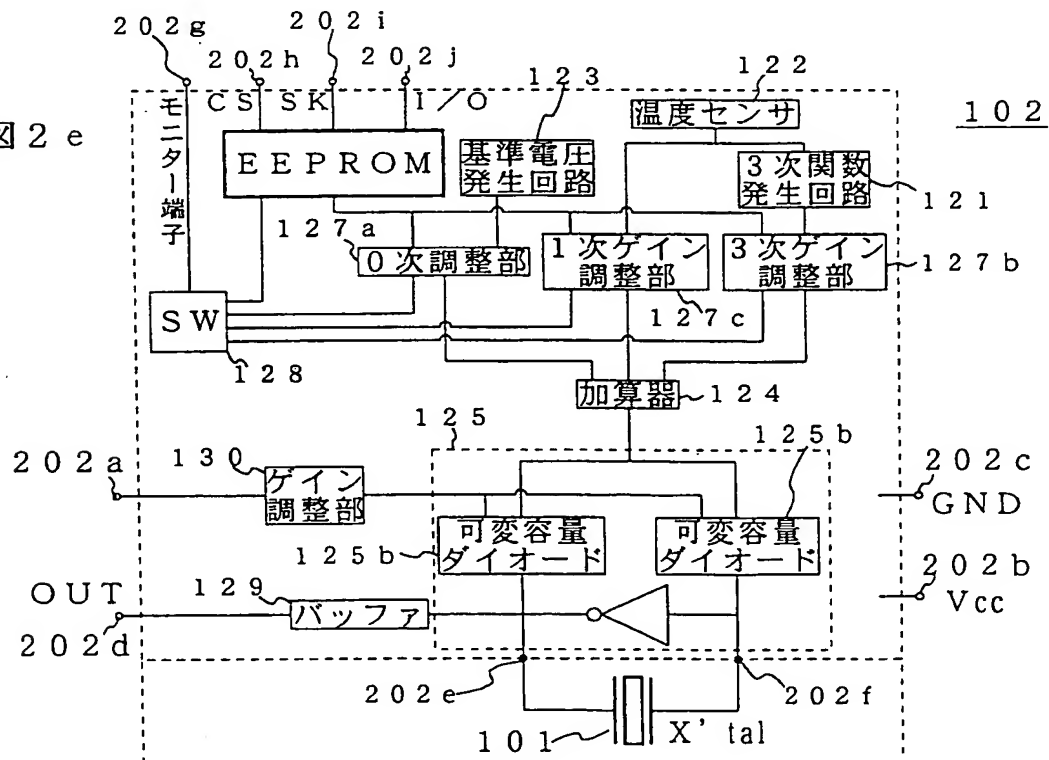 図２ｅ
２０２ｇ
２０２ｈ
２０２ｉ
２０２ｊ
１２３
１２２
１０２
ＣＳ
ＳＫ
Ｉ／Ｏ
モニター端子
ＥＥＰＲＯＭ
基準電圧
発生回路
温度センサ
３次関数
発生回路
１２１
１２７ａ
０次調整部
１次ゲイン
調整部
３次ゲイン
調整部
１２７ｂ
１２７ｃ
ＳＷ
１２８
加算器
１２４
１２５
１２５ｂ
２０２ａ
１３０
ゲイン
調整部
２０２ｃ
ＧＮＤ
可変容量
ダイオード
可変容量
ダイオード
１２５ｂ
２０２ｂ
Ｖcc
ＯＵＴ
１２９
バッファ
２０２ｄ
２０２ｅ
２０２ｆ
１０１
Ｘ’tal